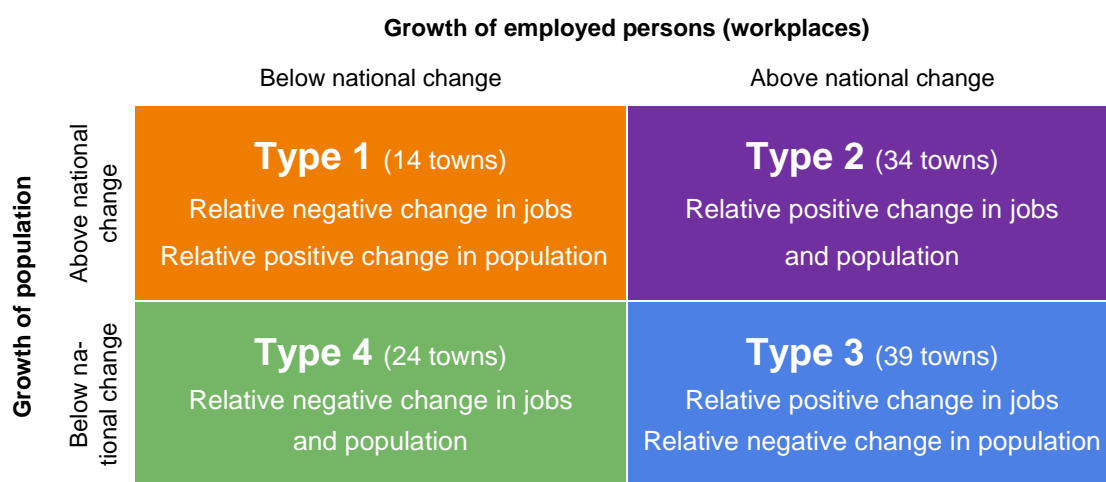 Growth of employed persons (workplaces)
Below national change
Above national change
Growth of population
Above national
change
Type 1 (14 towns)
Relative negative change in jobs
Relative positive change in population
Type 2 (34 towns)
Relative positive change in jobs
and population
Below na-
tional change
Type 4 (24 towns)
Relative negative change in jobs
and population
Type 3 (39 towns)
Relative positive change in jobs
Relative negative change in population